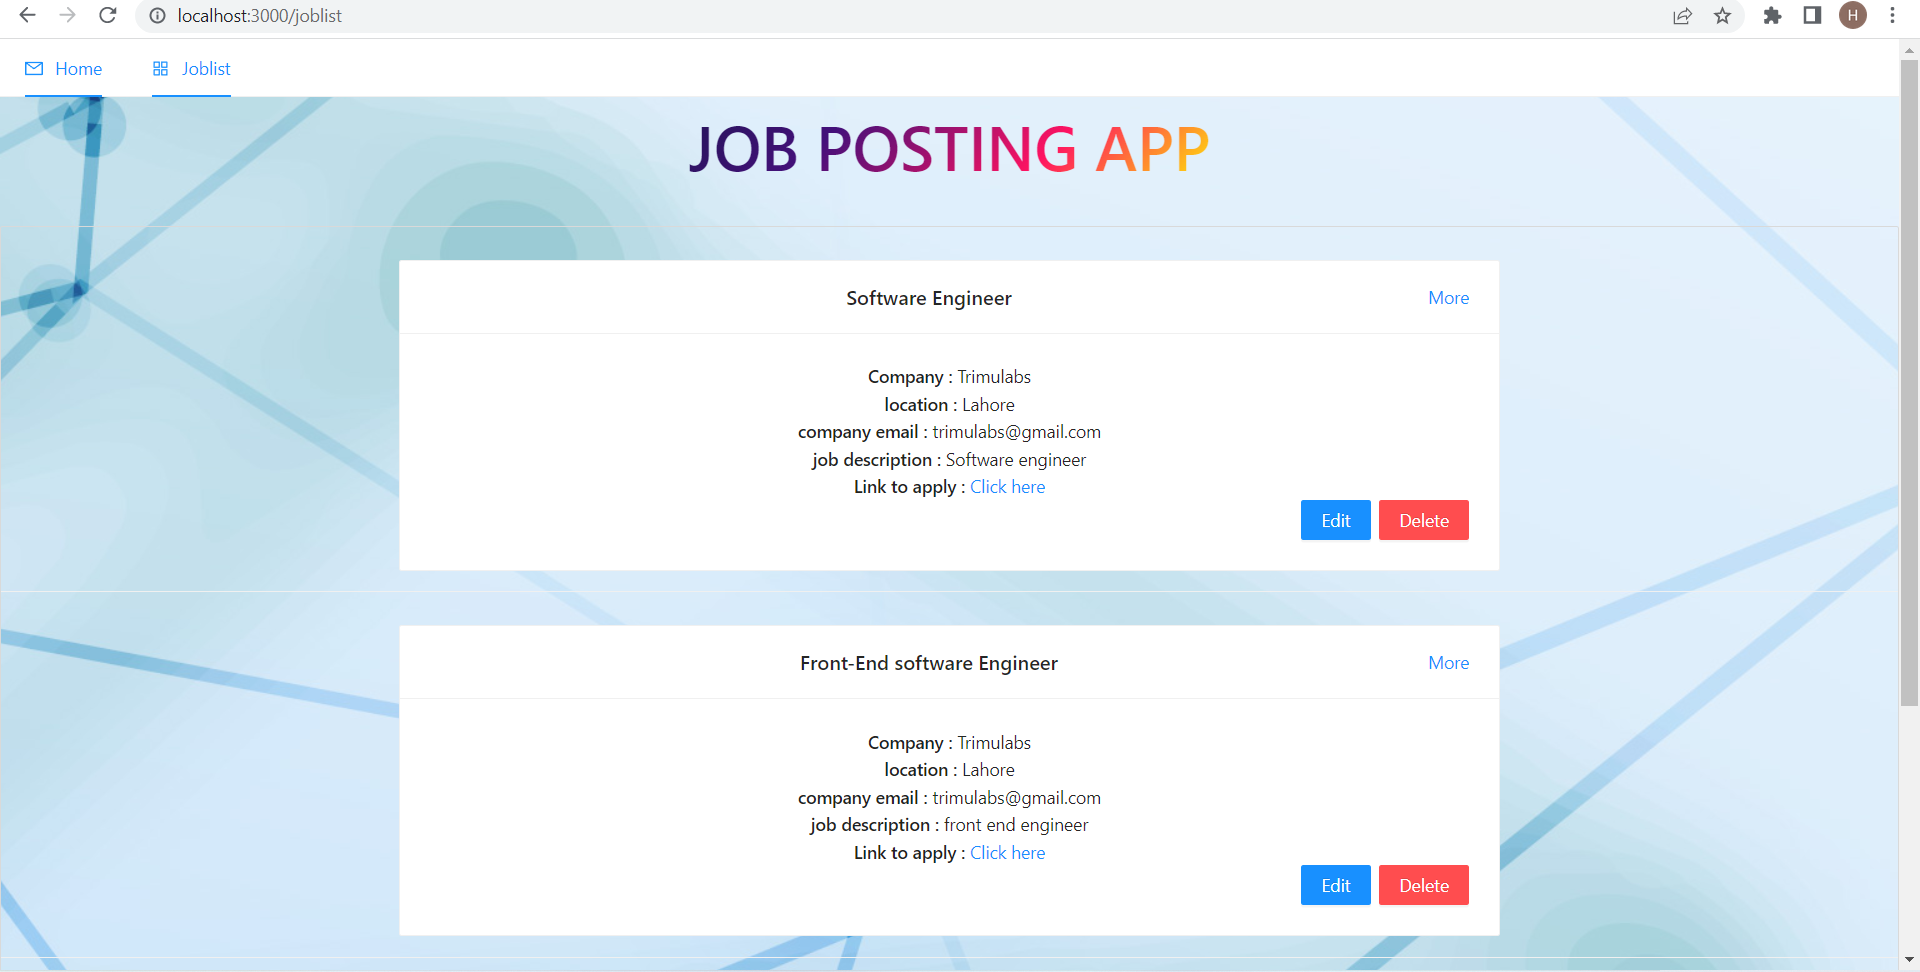 localhost:3000/joblist
H
Home Joblist
JOB POSTING APP
Software Engineer More
Company : Trimulabs
location : Lahore
company email : trimulabs@gmail.com
job description : Software engineer
Link to apply : Click here
Edit Delete
Front-End software Engineer More
Company : Trimulabs
location : Lahore
company email : trimulabs@gmail.com
job description : front end engineer
Link to apply : Click here
Edit Delete